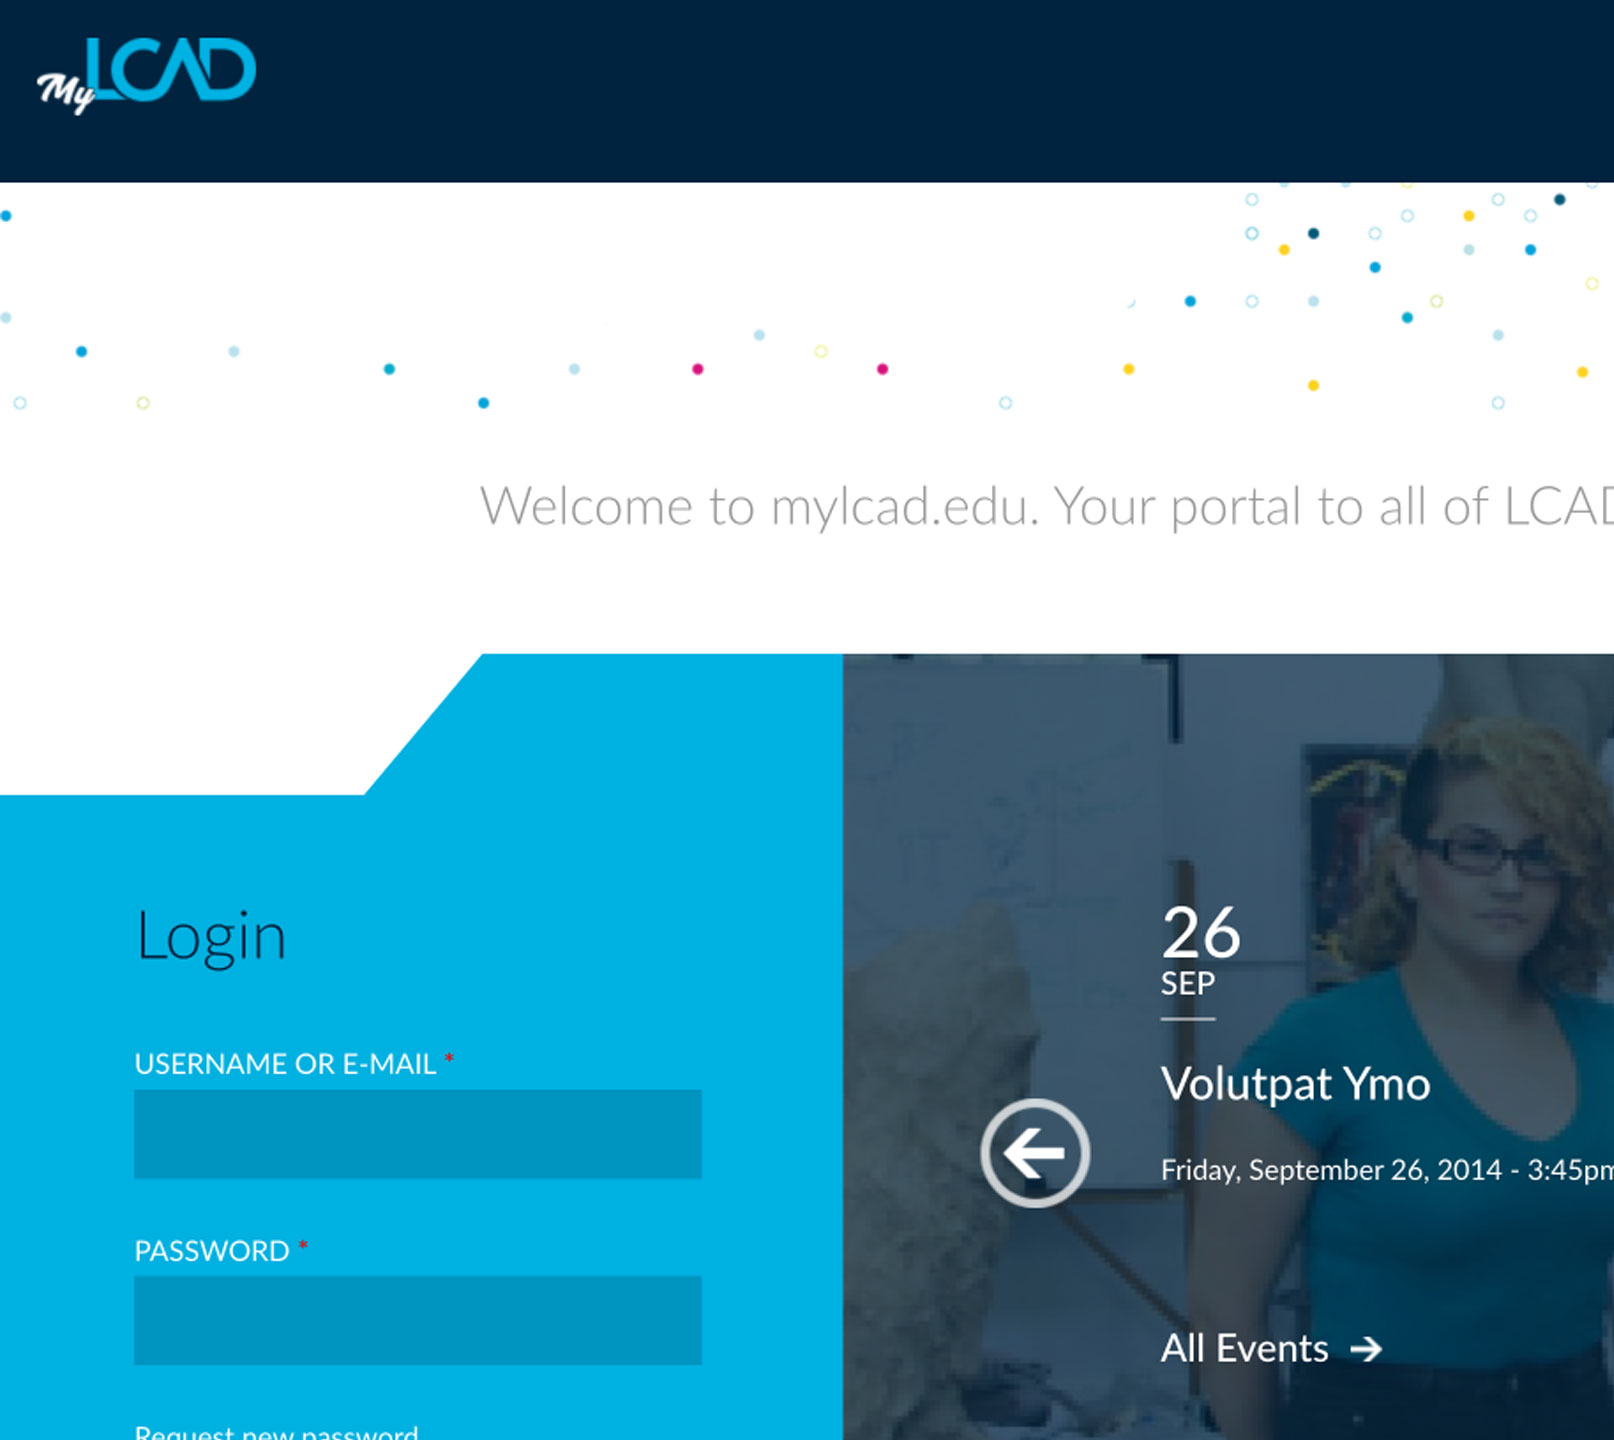 My LCAD
Welcome to mylcad.edu. Your portal to all of LCAD
Login
USERNAME OR E-MAIL *
PASSWORD *
Request new password
26
SEP
Volutpat Ymo
Friday, September 26, 2014 - 3:45pm
All Events